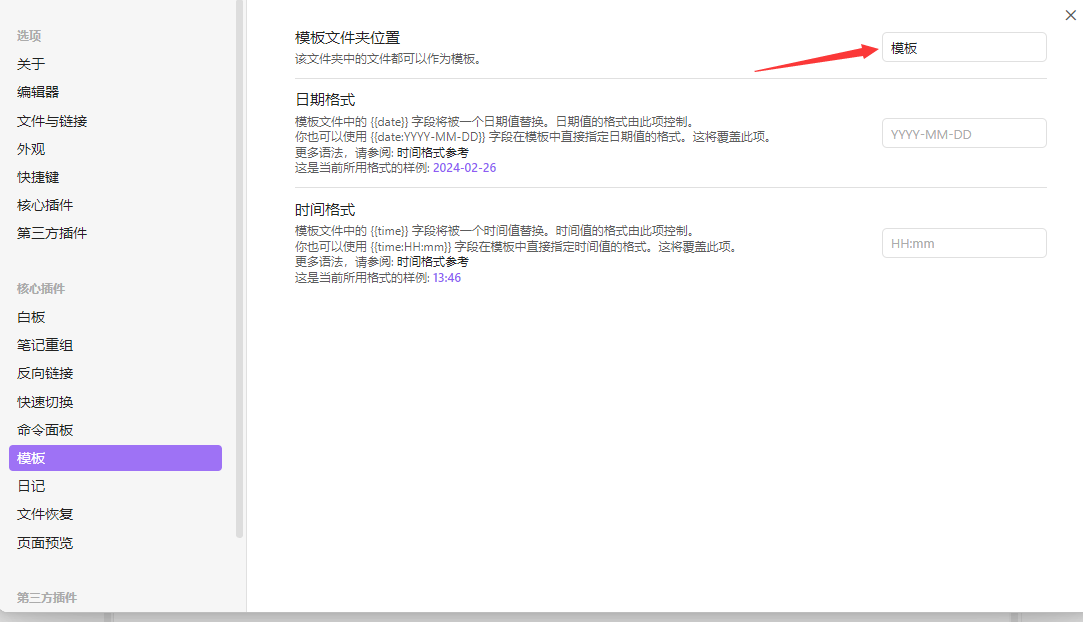 选项
关于
编辑器
文件与链接
外观
快捷键
核心插件
第三方插件
核心插件
白板
笔记重组
反向链接
快速切换
命令面板
模板
日记
文件恢复
页面预览
第三方插件
模板文件夹位置
该文件夹中的文件都可以作为模板。
模板
日期格式
模板文件中的 {{date}} 字段将被一个日期值替换。日期值的格式由此项控制。
你也可以使用 {{date:YYYY-MM-DD}} 字段在模板中直接指定日期值的格式。这将覆盖此项。
更多语法，请参阅: 时间格式参考
这是当前所用格式的样例: 2024-02-26
YYYY-MM-DD
时间格式
模板文件中的 {{time}} 字段将被一个时间值替换。时间值的格式由此项控制。
你也可以使用 {{time:HH:mm}} 字段在模板中直接指定时间值的格式。这将覆盖此项。
更多语法，请参阅: 时间格式参考
这是当前所用格式的样例: 13:46
HH:mm